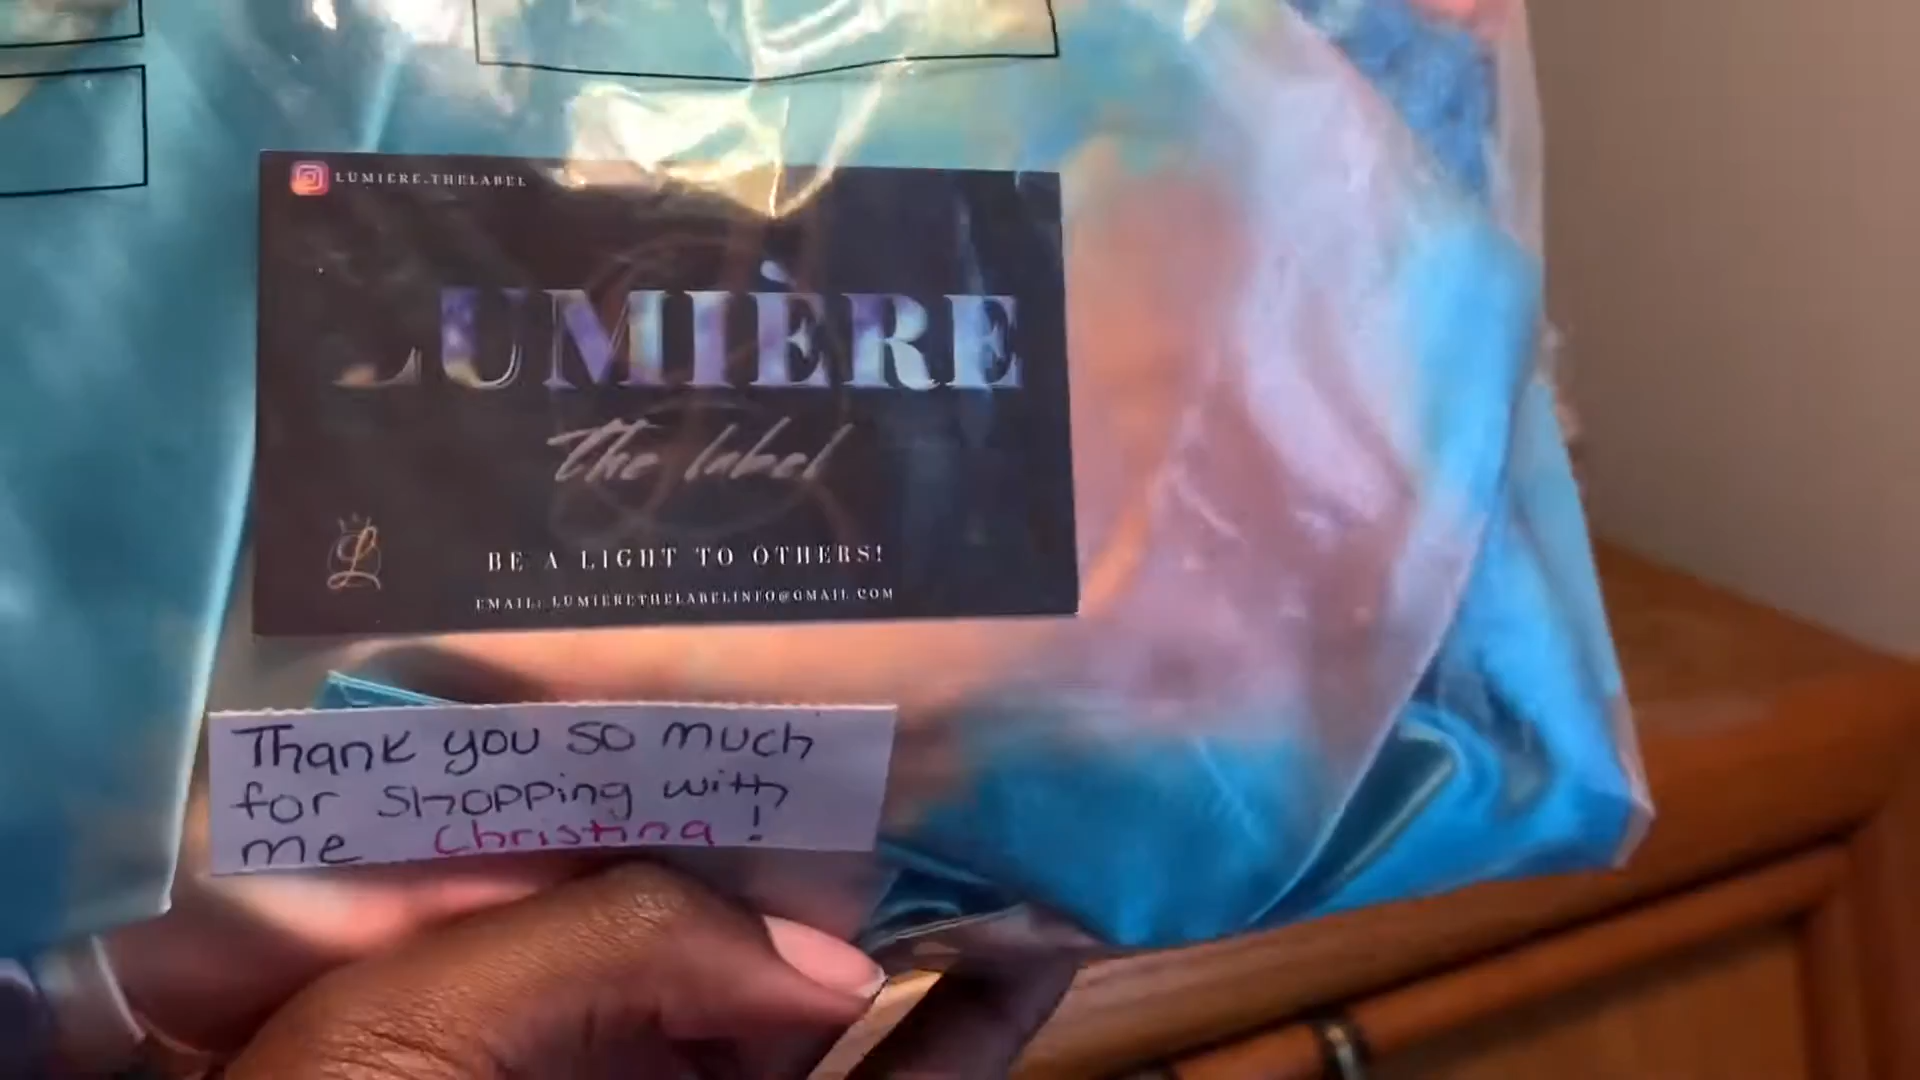 LUMIERE.THELABEL
LUMIÈRE
the label
L
BE A LIGHT TO OTHERS!
EMAIL: LUMIERETHELABELINFO@GMAIL.COM
Thank you so much
for shopping with
me Christina!